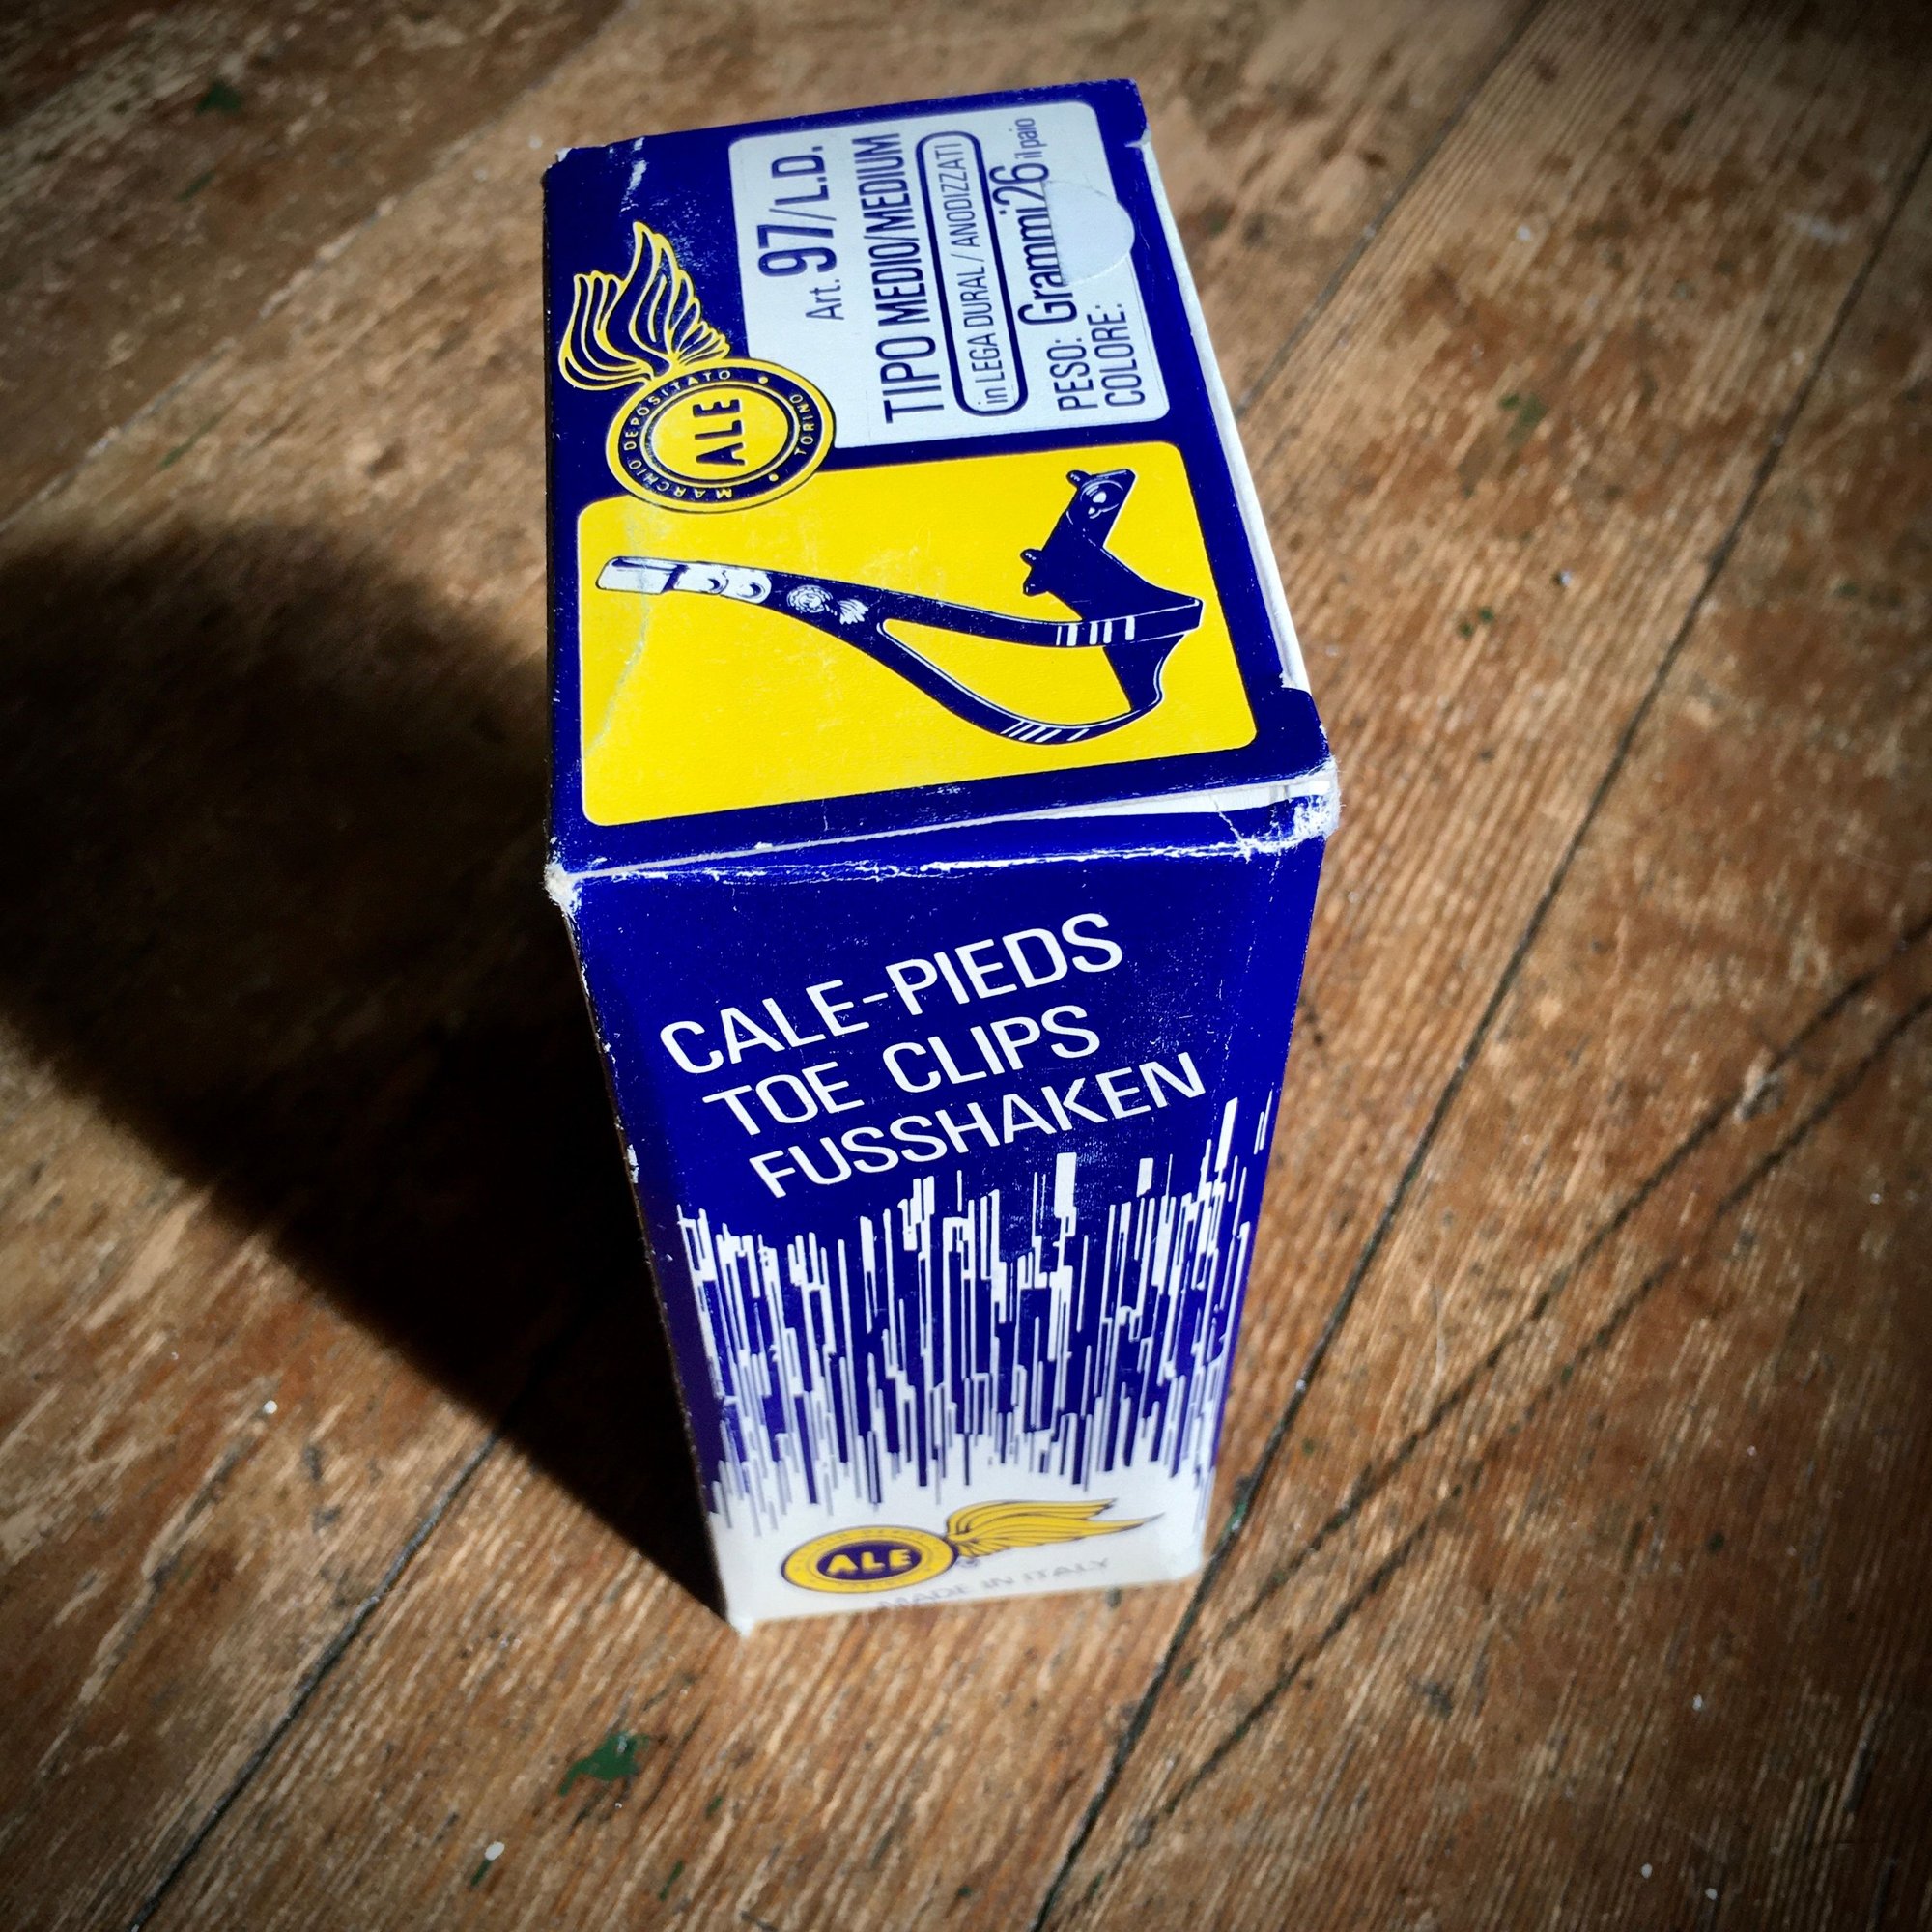 Art. 97/L.D.
TIPO MEDIO/MEDIUM
in LEGA DURAL / ANODIZZATI
PESO: Grammi 26 il paio
COLORE:
MARCHIO DEPOSITATO • TORINO •
ALE
CALE-PIEDS
TOE CLIPS
FUSSHAKEN
ALE
MADE IN ITALY